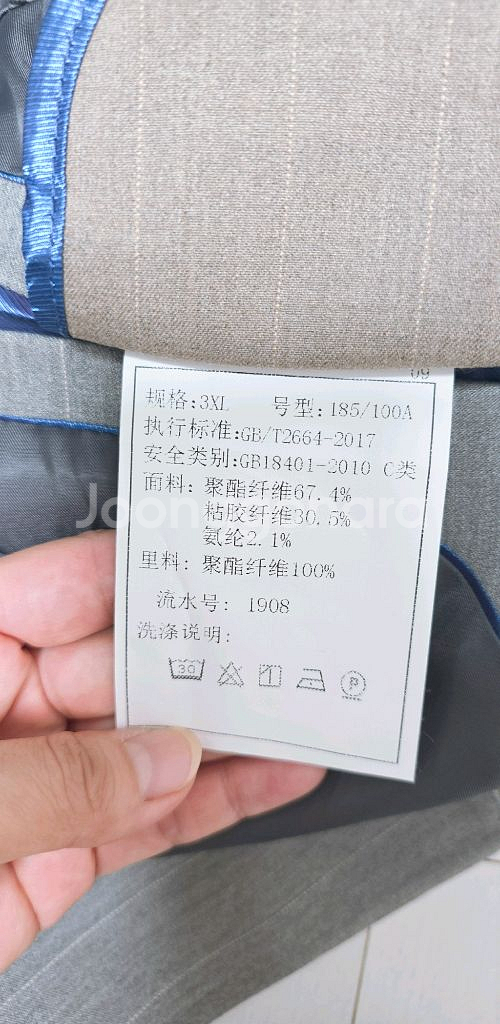 09
规格:3XL 号型:185/100A
执行标准:GB/T2664-2017
安全类别:GB18401-2010 C类
面料: 聚酯纤维67.4%
粘胶纤维30.5%
氨纶2.1%
里料: 聚酯纤维100%
流水号: 1908
洗涤说明:
30
P